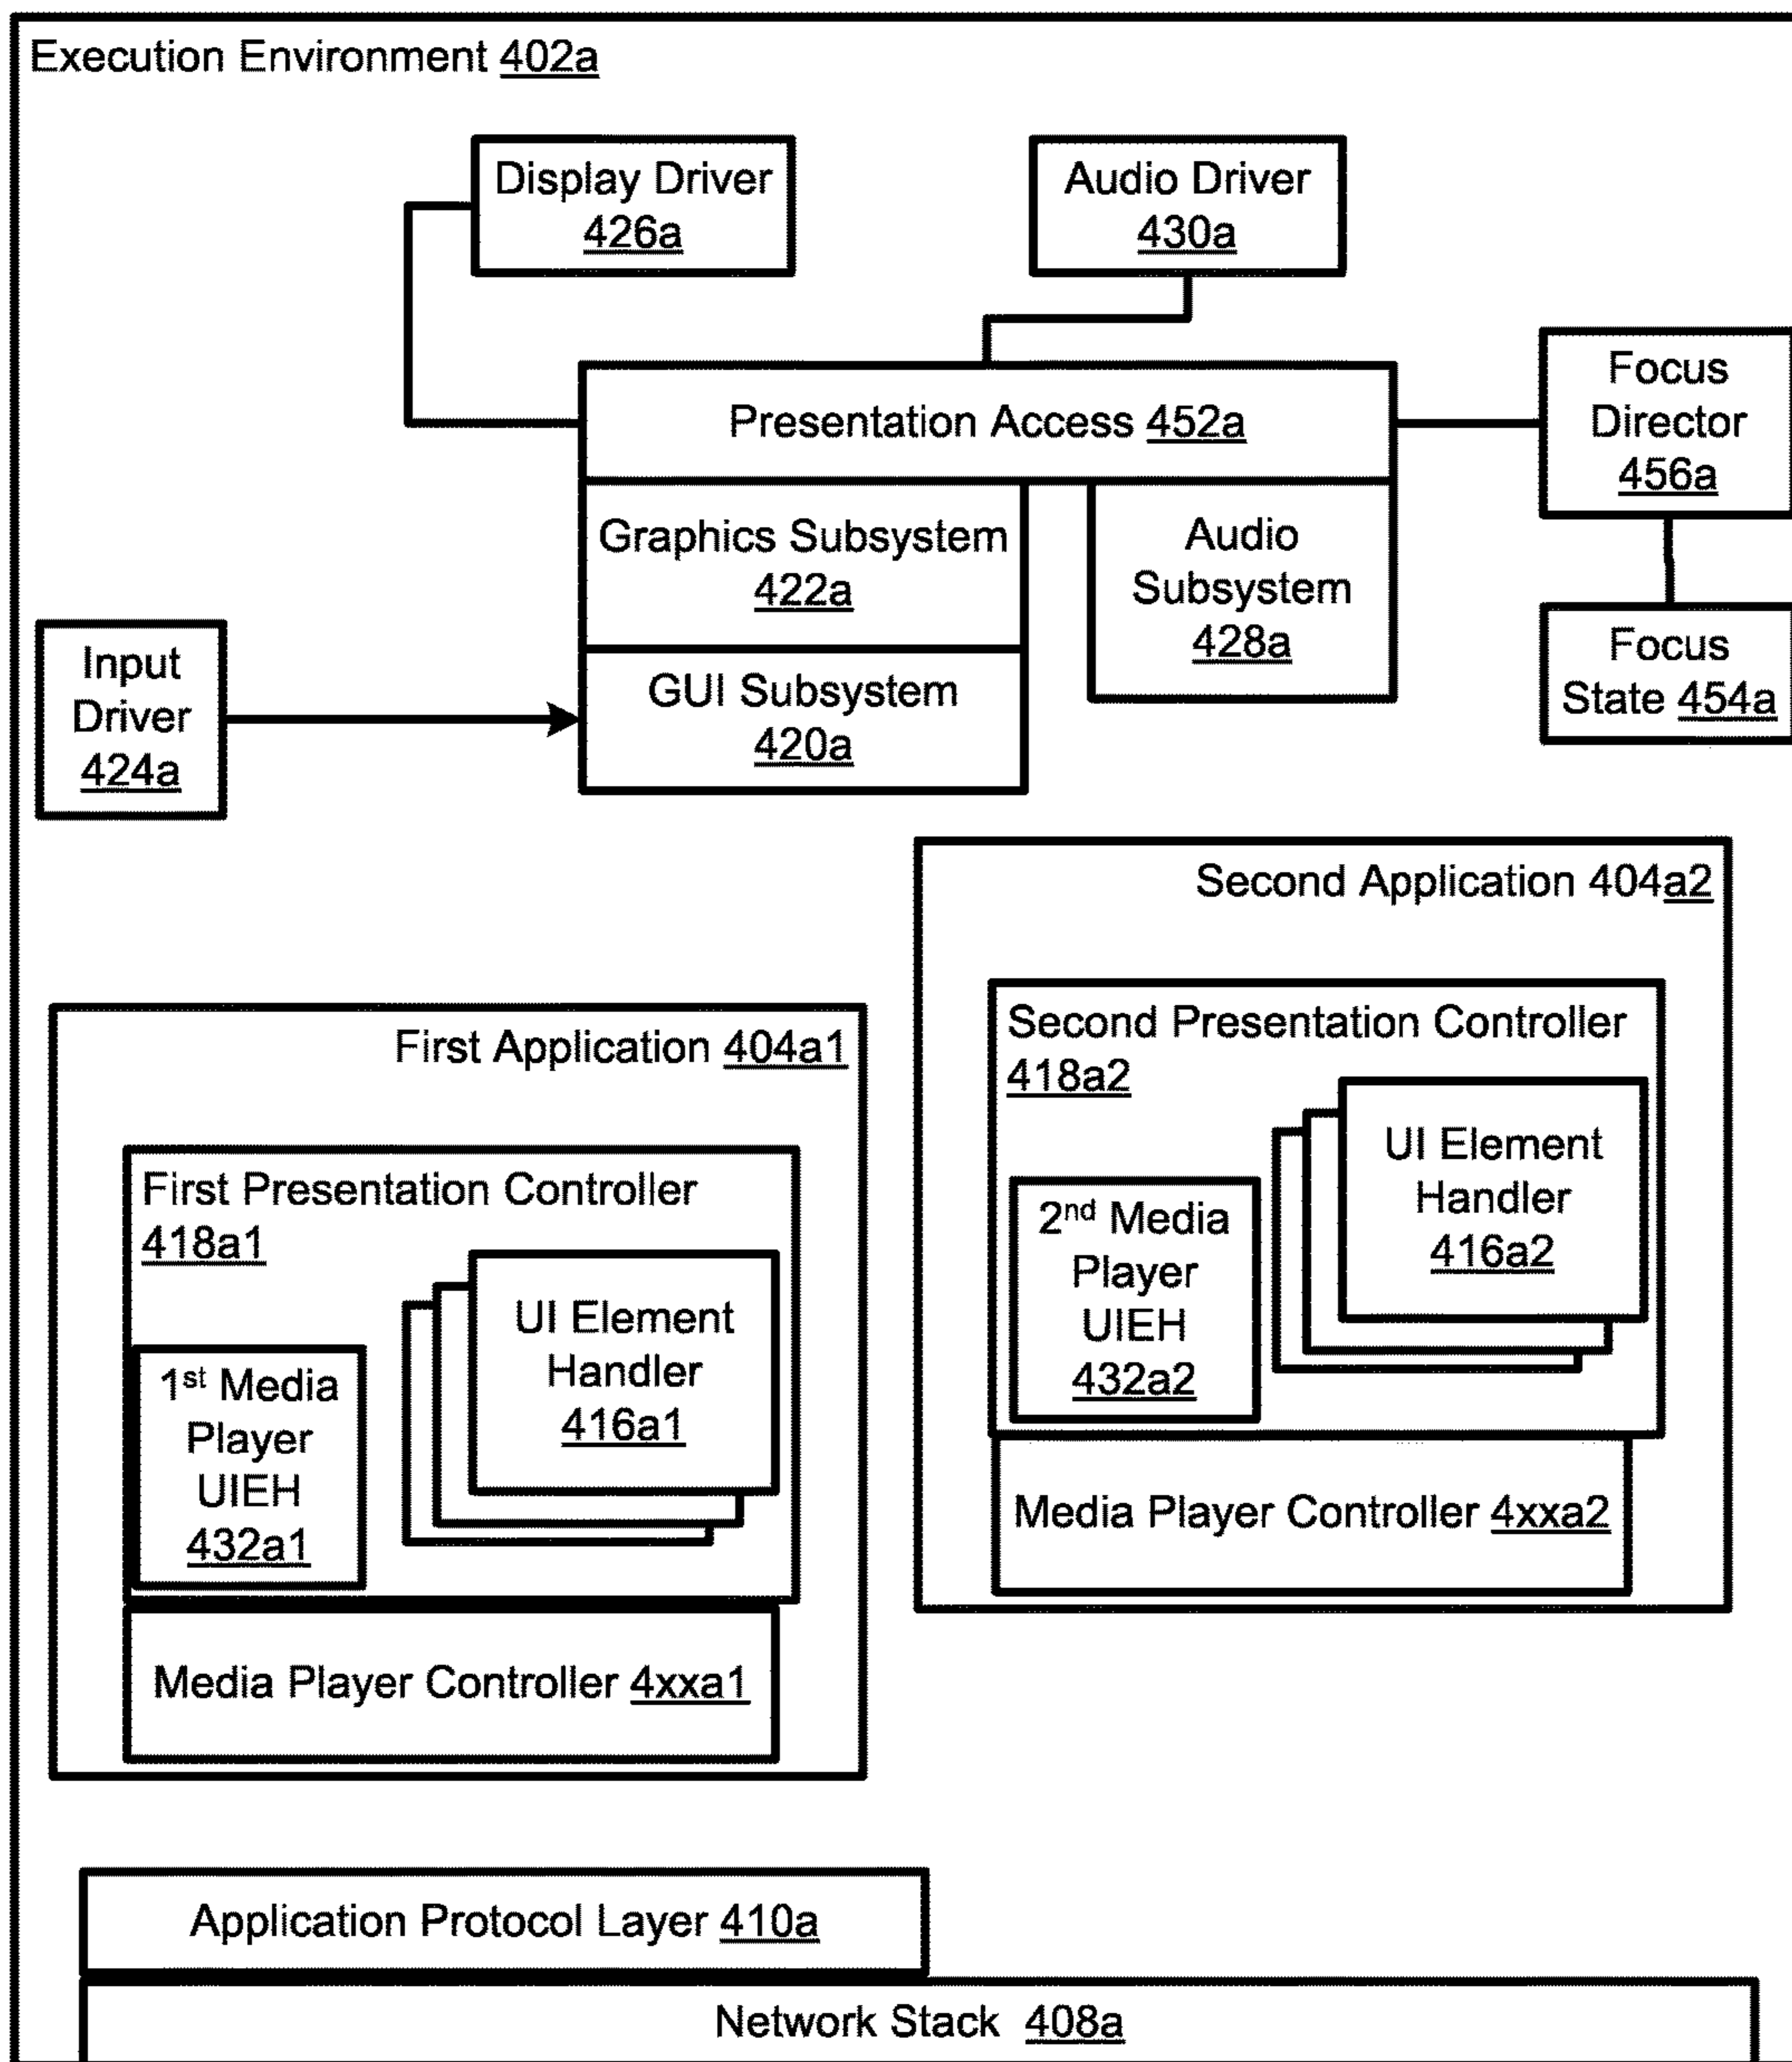 Execution Environment 402a
Display Driver
426a
Audio Driver
430a
Presentation Access 452a
Focus
Director
456a
Graphics Subsystem
422a
Audio
Subsystem
428a
Input
Driver
424a
GUI Subsystem
420a
Focus
State 454a
Second Application 404a2
Second Presentation Controller
418a2
UI Element
Handler
416a2
2nd Media
Player
UIEH
432a2
Media Player Controller 4xxa2
First Application 404a1
First Presentation Controller
418a1
UI Element
Handler
416a1
1st Media
Player
UIEH
432a1
Media Player Controller 4xxa1
Application Protocol Layer 410a
Network Stack 408a